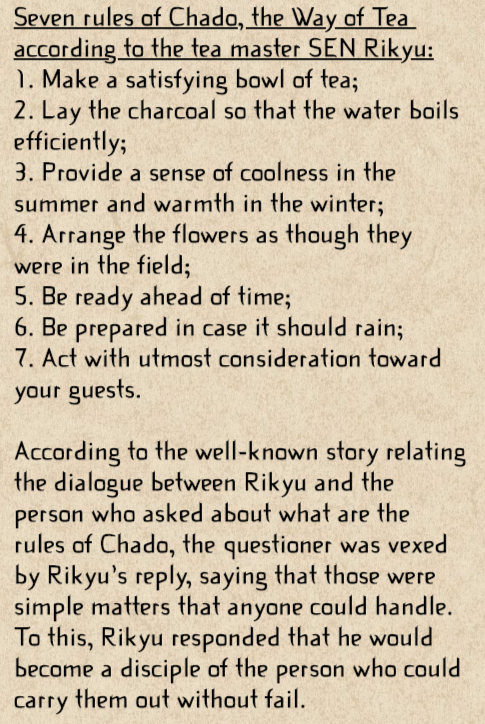 Seven rules of Chado, the Way of Tea
according to the tea master SEN Rikyu:
1. Make a satisfying bowl of tea;
2. Lay the charcoal so that the water boils
efficiently;
3. Provide a sense of coolness in the
summer and warmth in the winter;
4. Arrange the flowers as though they
were in the field;
5. Be ready ahead of time;
6. Be prepared in case it should rain;
7. Act with utmost consideration toward
your guests.

According to the well-known story relating
the dialogue between Rikyu and the
person who asked about what are the
rules of Chado, the questioner was vexed
by Rikyu's reply, saying that those were
simple matters that anyone could handle.
To this, Rikyu responded that he would
become a disciple of the person who could
carry them out without fail.